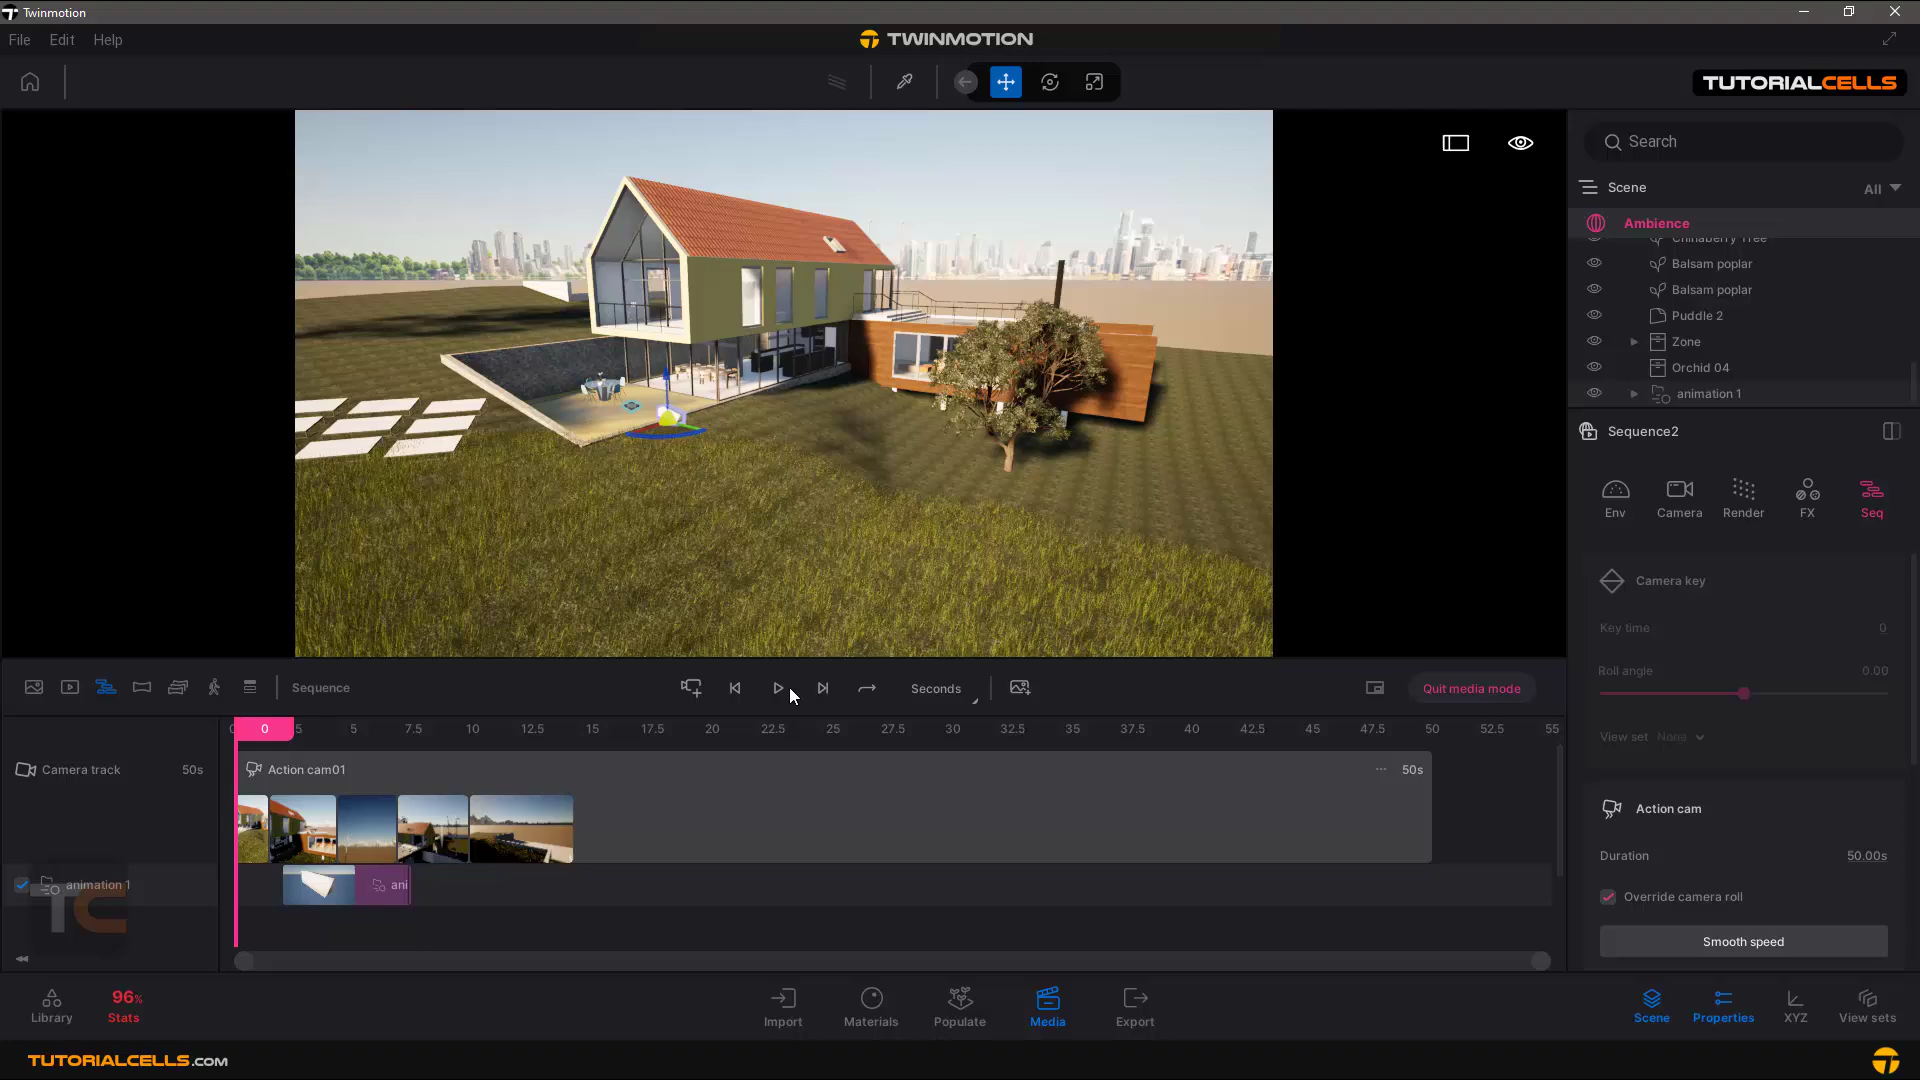 Twinmotion
File Edit Help
TWINMOTION
TUTORIALCELLS
Search
Scene All
Ambience
Chinaberry Tree
Balsam poplar
Balsam poplar
Puddle 2
Zone
Orchid 04
animation 1
Sequence2
Env Camera Render FX Seq
Camera key
Key time 0
Roll angle 0.00
View set None
Action cam
Duration 50.00s
Override camera roll
Smooth speed
Sequence Seconds Quit media mode
0 5 7.5 10 12.5 15 17.5 20 22.5 25 27.5 30 32.5 35 37.5 40 42.5 45 47.5 50 52.5 55
Camera track 50s
Action cam01 ... 50s
animation 1
ani
TC
Library
96% Stats
Import Materials Populate Media Export
Scene Properties XYZ View sets
TUTORIALCELLS.COM